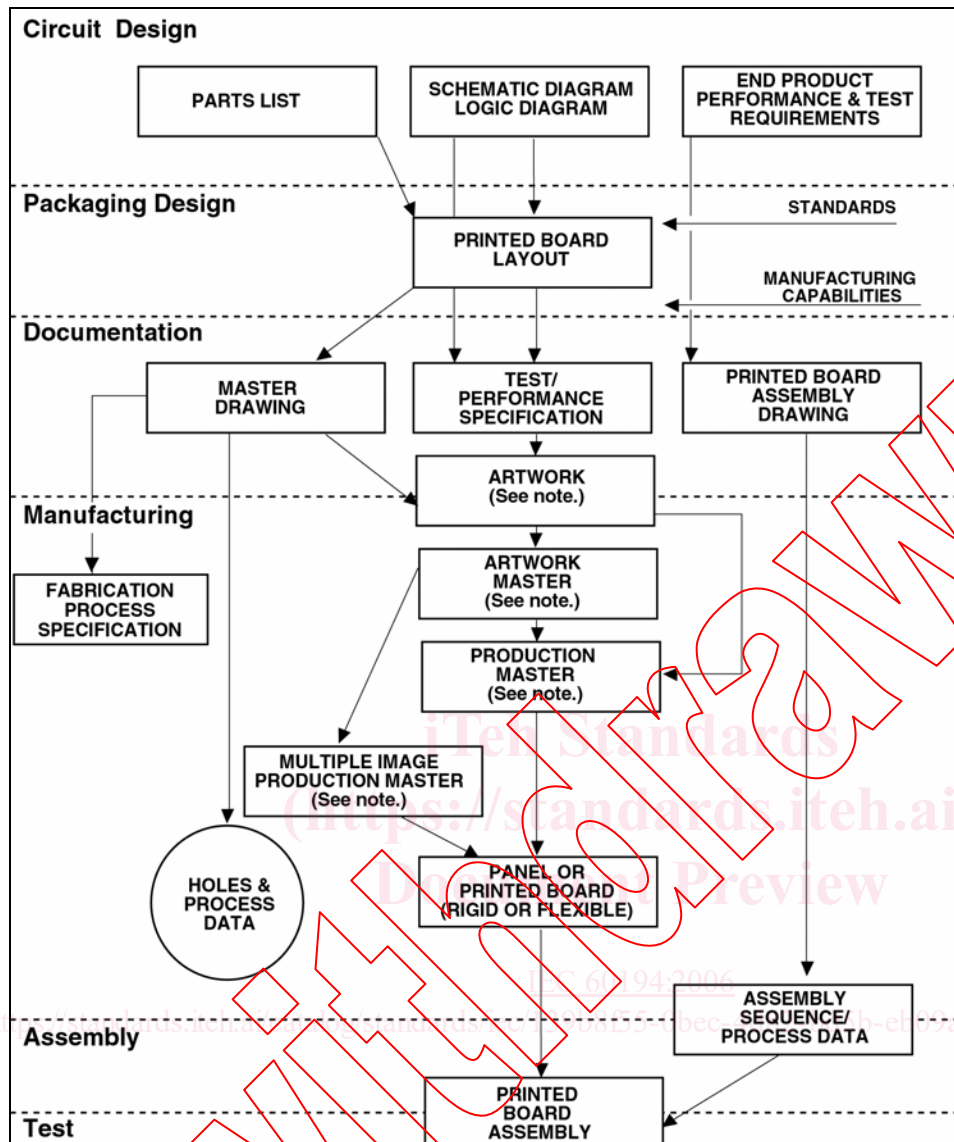 Circuit Design
PARTS LIST
SCHEMATIC DIAGRAM
LOGIC DIAGRAM
END PRODUCT
PERFORMANCE & TEST
REQUIREMENTS
Packaging Design
STANDARDS
PRINTED BOARD
LAYOUT
MANUFACTURING
CAPABILITIES
Documentation
MASTER
DRAWING
TEST/
PERFORMANCE
SPECIFICATION
PRINTED BOARD
ASSEMBLY
DRAWING
ARTWORK
(See note.)
Manufacturing
FABRICATION
PROCESS
SPECIFICATION
ARTWORK
MASTER
(See note.)
PRODUCTION
MASTER
(See note.)
iTeh Standards
MULTIPLE IMAGE
PRODUCTION MASTER
(See note.)
(https://standards.iteh.ai
Document Preview
HOLES &
PROCESS
DATA
PANEL OR
PRINTED BOARD
(RIGID OR FLEXIBLE)
IEC 60194:2006
ASSEMBLY
SEQUENCE/
PROCESS DATA
Assembly
PRINTED
BOARD
ASSEMBLY
Test
Withdraw